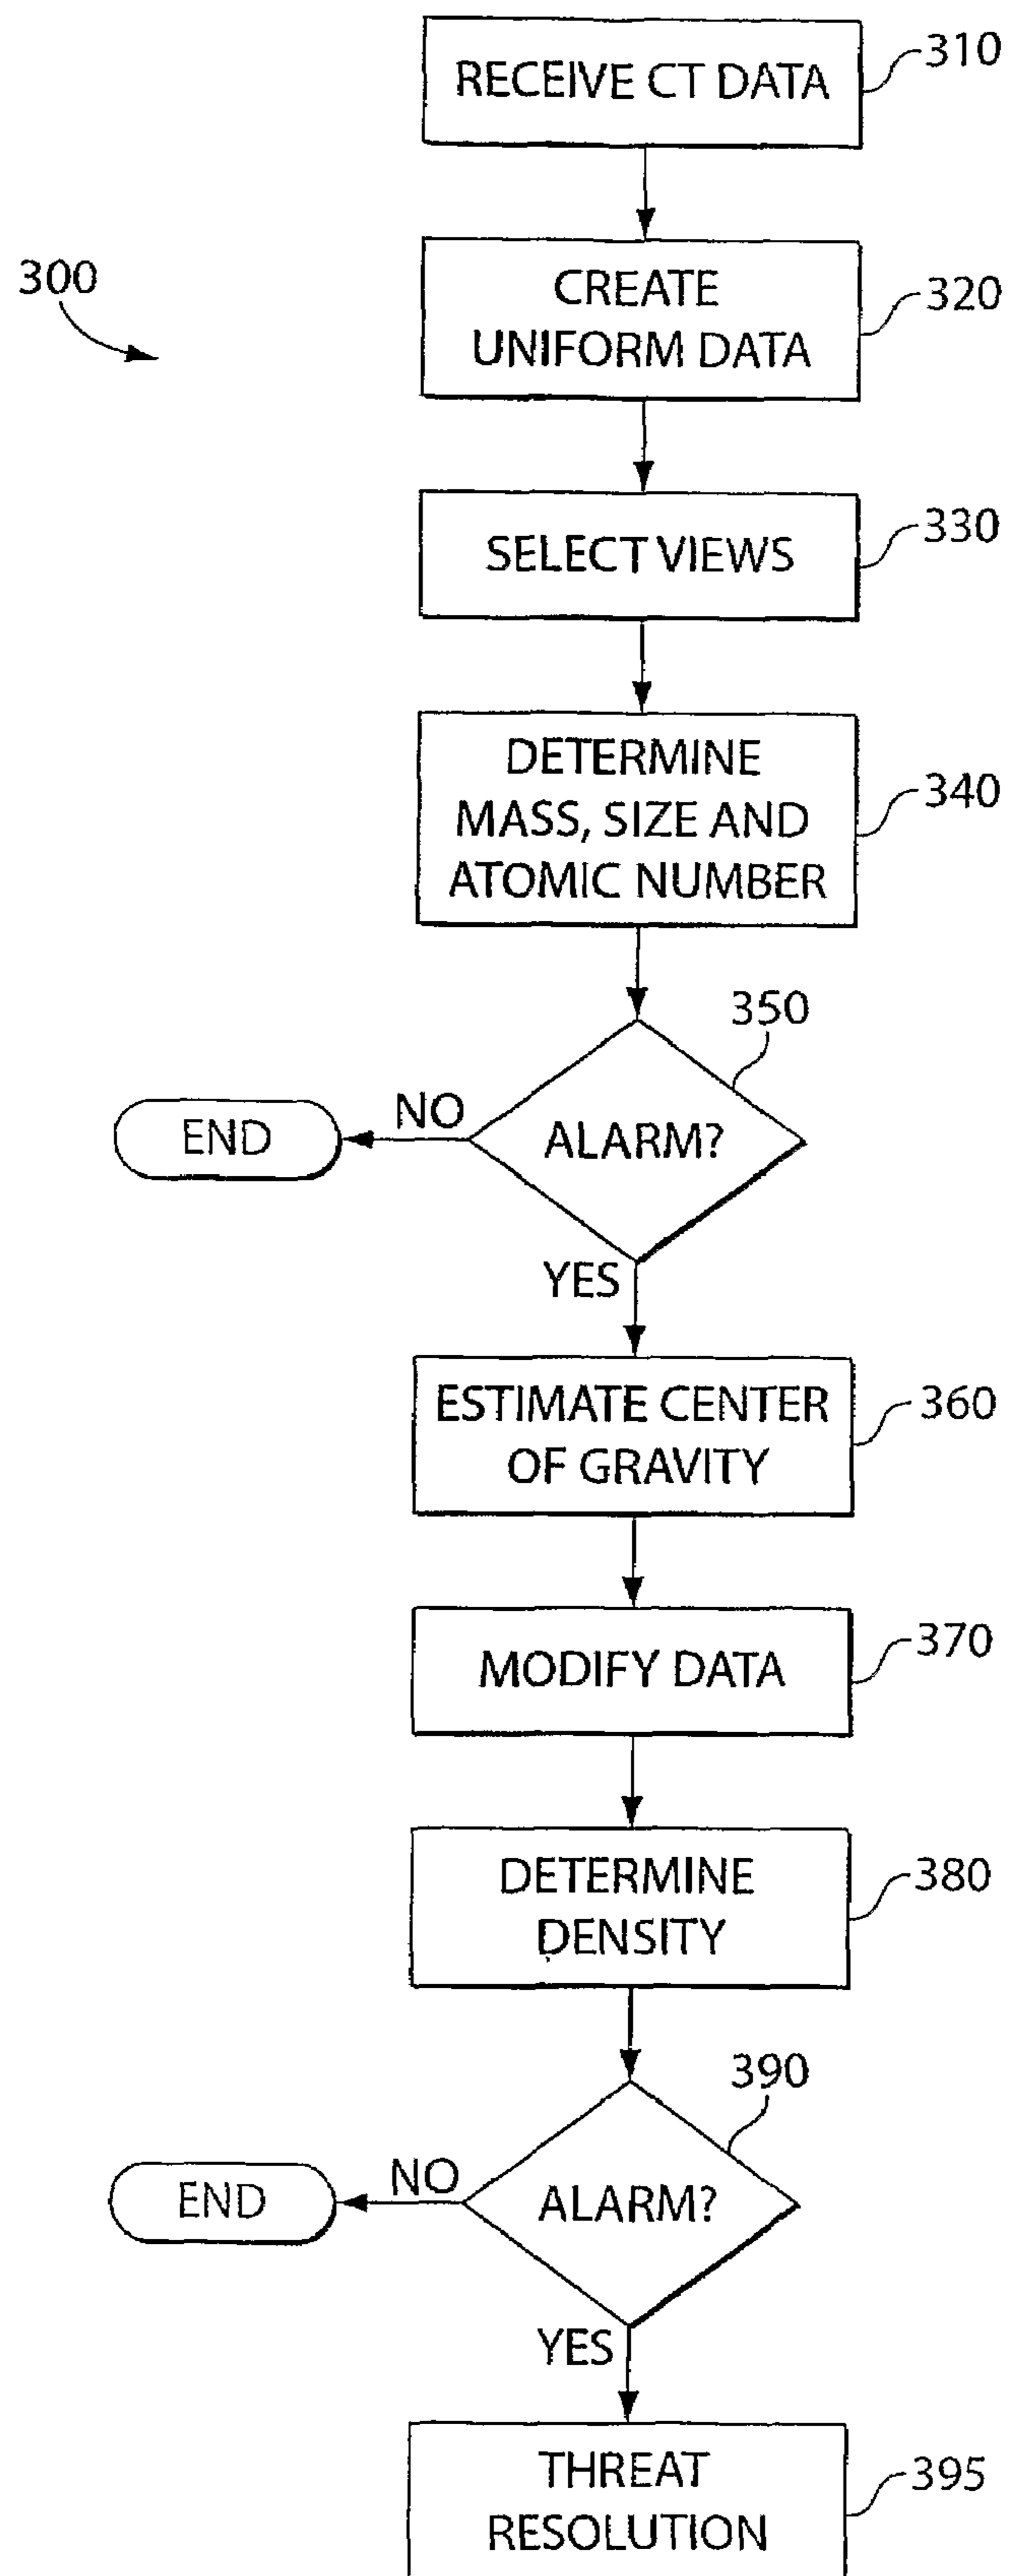 RECEIVE CT DATA
310
300
CREATE
UNIFORM DATA
320
SELECT VIEWS
330
DETERMINE
MASS, SIZE AND
ATOMIC NUMBER
340
350
ALARM?
NO
END
YES
ESTIMATE CENTER
OF GRAVITY
360
MODIFY DATA
370
DETERMINE
DENSITY
380
390
ALARM?
NO
END
YES
THREAT
RESOLUTION
395